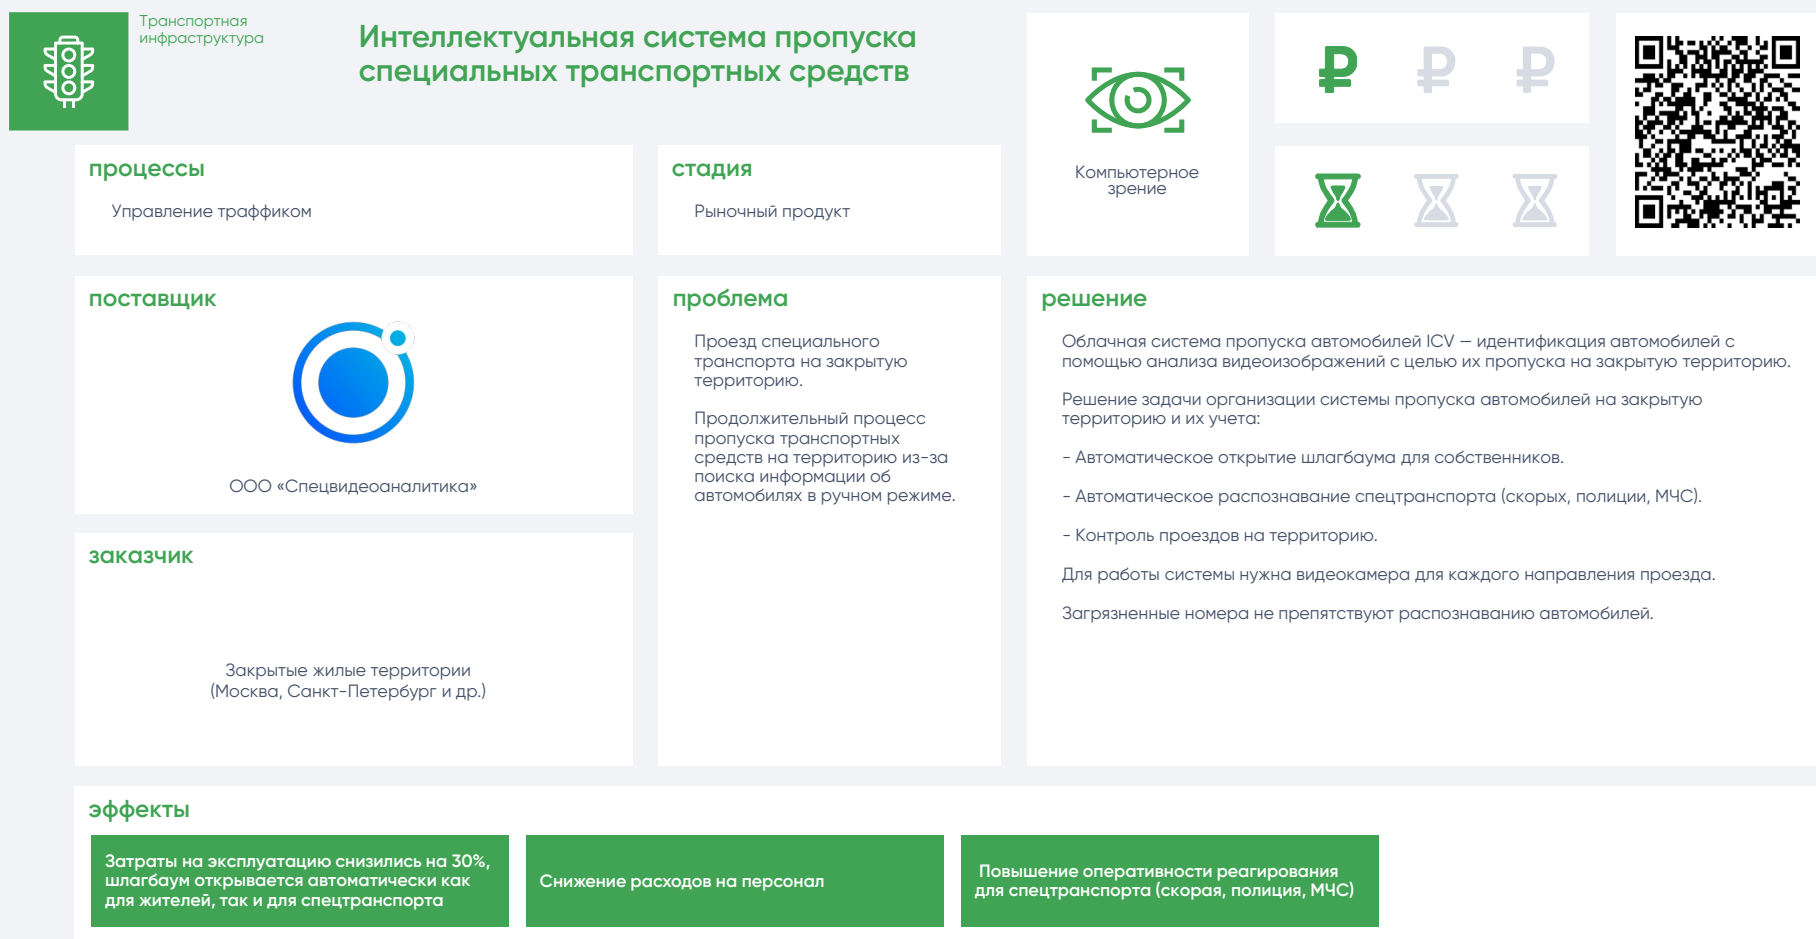 Транспортная
инфраструктура
Интеллектуальная система пропуска
специальных транспортных средств
Компьютерное
зрение
процессы
Управление траффиком
стадия
Рыночный продукт
поставщик
ООО «Спецвидеоаналитика»
заказчик
Закрытые жилые территории
(Москва, Санкт-Петербург и др.)
проблема
Проезд специального
транспорта на закрытую
территорию.
Продолжительный процесс
пропуска транспортных
средств на территорию из-за
поиска информации об
автомобилях в ручном режиме.
решение
Облачная система пропуска автомобилей ICV — идентификация автомобилей с
помощью анализа видеоизображений с целью их пропуска на закрытую территорию.
Решение задачи организации системы пропуска автомобилей на закрытую
территорию и их учета:
- Автоматическое открытие шлагбаума для собственников.
- Автоматическое распознавание спецтранспорта (скорых, полиции, МЧС).
- Контроль проездов на территорию.
Для работы системы нужна видеокамера для каждого направления проезда.
Загрязненные номера не препятствуют распознаванию автомобилей.
эффекты
Затраты на эксплуатацию снизились на 30%,
шлагбаум открывается автоматически как
для жителей, так и для спецтранспорта
Снижение расходов на персонал
Повышение оперативности реагирования
для спецтранспорта (скорая, полиция, МЧС)